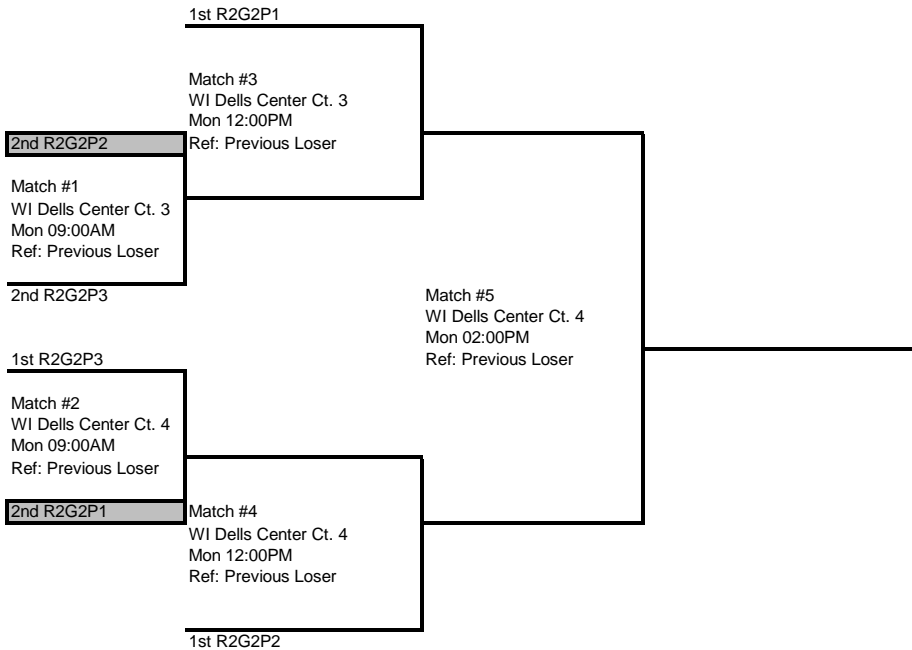 1st R2G2P1
Match #3
WI Dells Center Ct. 3
Mon 12:00PM
Ref: Previous Loser
2nd R2G2P2
Match #1
WI Dells Center Ct. 3
Mon 09:00AM
Ref: Previous Loser
2nd R2G2P3
Match #5
WI Dells Center Ct. 4
Mon 02:00PM
Ref: Previous Loser
1st R2G2P3
Match #2
WI Dells Center Ct. 4
Mon 09:00AM
Ref: Previous Loser
2nd R2G2P1
Match #4
WI Dells Center Ct. 4
Mon 12:00PM
Ref: Previous Loser
1st R2G2P2